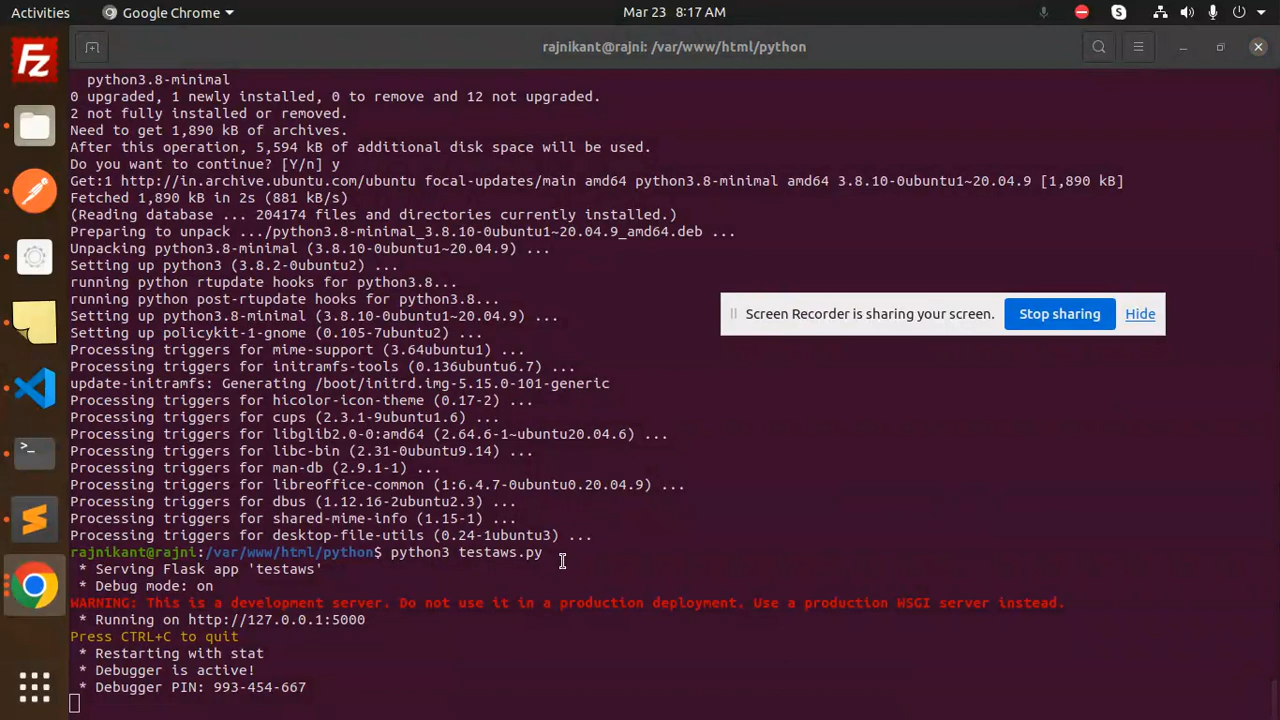 Activities
Google Chrome
Mar 23 8:17 AM
rajnikant@rajni: /var/www/html/python
python3.8-minimal
0 upgraded, 1 newly installed, 0 to remove and 12 not upgraded.
2 not fully installed or removed.
Need to get 1,890 kB of archives.
After this operation, 5,594 kB of additional disk space will be used.
Do you want to continue? [Y/n] y
Get:1 http://in.archive.ubuntu.com/ubuntu focal-updates/main amd64 python3.8-minimal amd64 3.8.10-0ubuntu1~20.04.9 [1,890 kB]
Fetched 1,890 kB in 2s (881 kB/s)
(Reading database ... 204174 files and directories currently installed.)
Preparing to unpack .../python3.8-minimal_3.8.10-0ubuntu1~20.04.9_amd64.deb ...
Unpacking python3.8-minimal (3.8.10-0ubuntu1~20.04.9) ...
Setting up python3 (3.8.2-0ubuntu2) ...
running python rtupdate hooks for python3.8...
running python post-rtupdate hooks for python3.8...
Setting up python3.8-minimal (3.8.10-0ubuntu1~20.04.9) ...
Setting up policykit-1-gnome (0.105-7ubuntu2) ...
Processing triggers for mime-support (3.64ubuntu1) ...
Processing triggers for initramfs-tools (0.136ubuntu6.7) ...
update-initramfs: Generating /boot/initrd.img-5.15.0-101-generic
Processing triggers for hicolor-icon-theme (0.17-2) ...
Processing triggers for cups (2.3.1-9ubuntu1.6) ...
Processing triggers for libglib2.0-0:amd64 (2.64.6-1~ubuntu20.04.6) ...
Processing triggers for libc-bin (2.31-0ubuntu9.14) ...
Processing triggers for man-db (2.9.1-1) ...
Processing triggers for libreoffice-common (1:6.4.7-0ubuntu0.20.04.9) ...
Processing triggers for dbus (1.12.16-2ubuntu2.3) ...
Processing triggers for shared-mime-info (1.15-1) ...
Processing triggers for desktop-file-utils (0.24-1ubuntu3) ...
rajnikant@rajni:/var/www/html/python$ python3 testaws.py
* Serving Flask app 'testaws'
* Debug mode: on
WARNING: This is a development server. Do not use it in a production deployment. Use a production WSGI server instead.
* Running on http://127.0.0.1:5000
Press CTRL+C to quit
* Restarting with stat
* Debugger is active!
* Debugger PIN: 993-454-667
Screen Recorder is sharing your screen.
Stop sharing
Hide